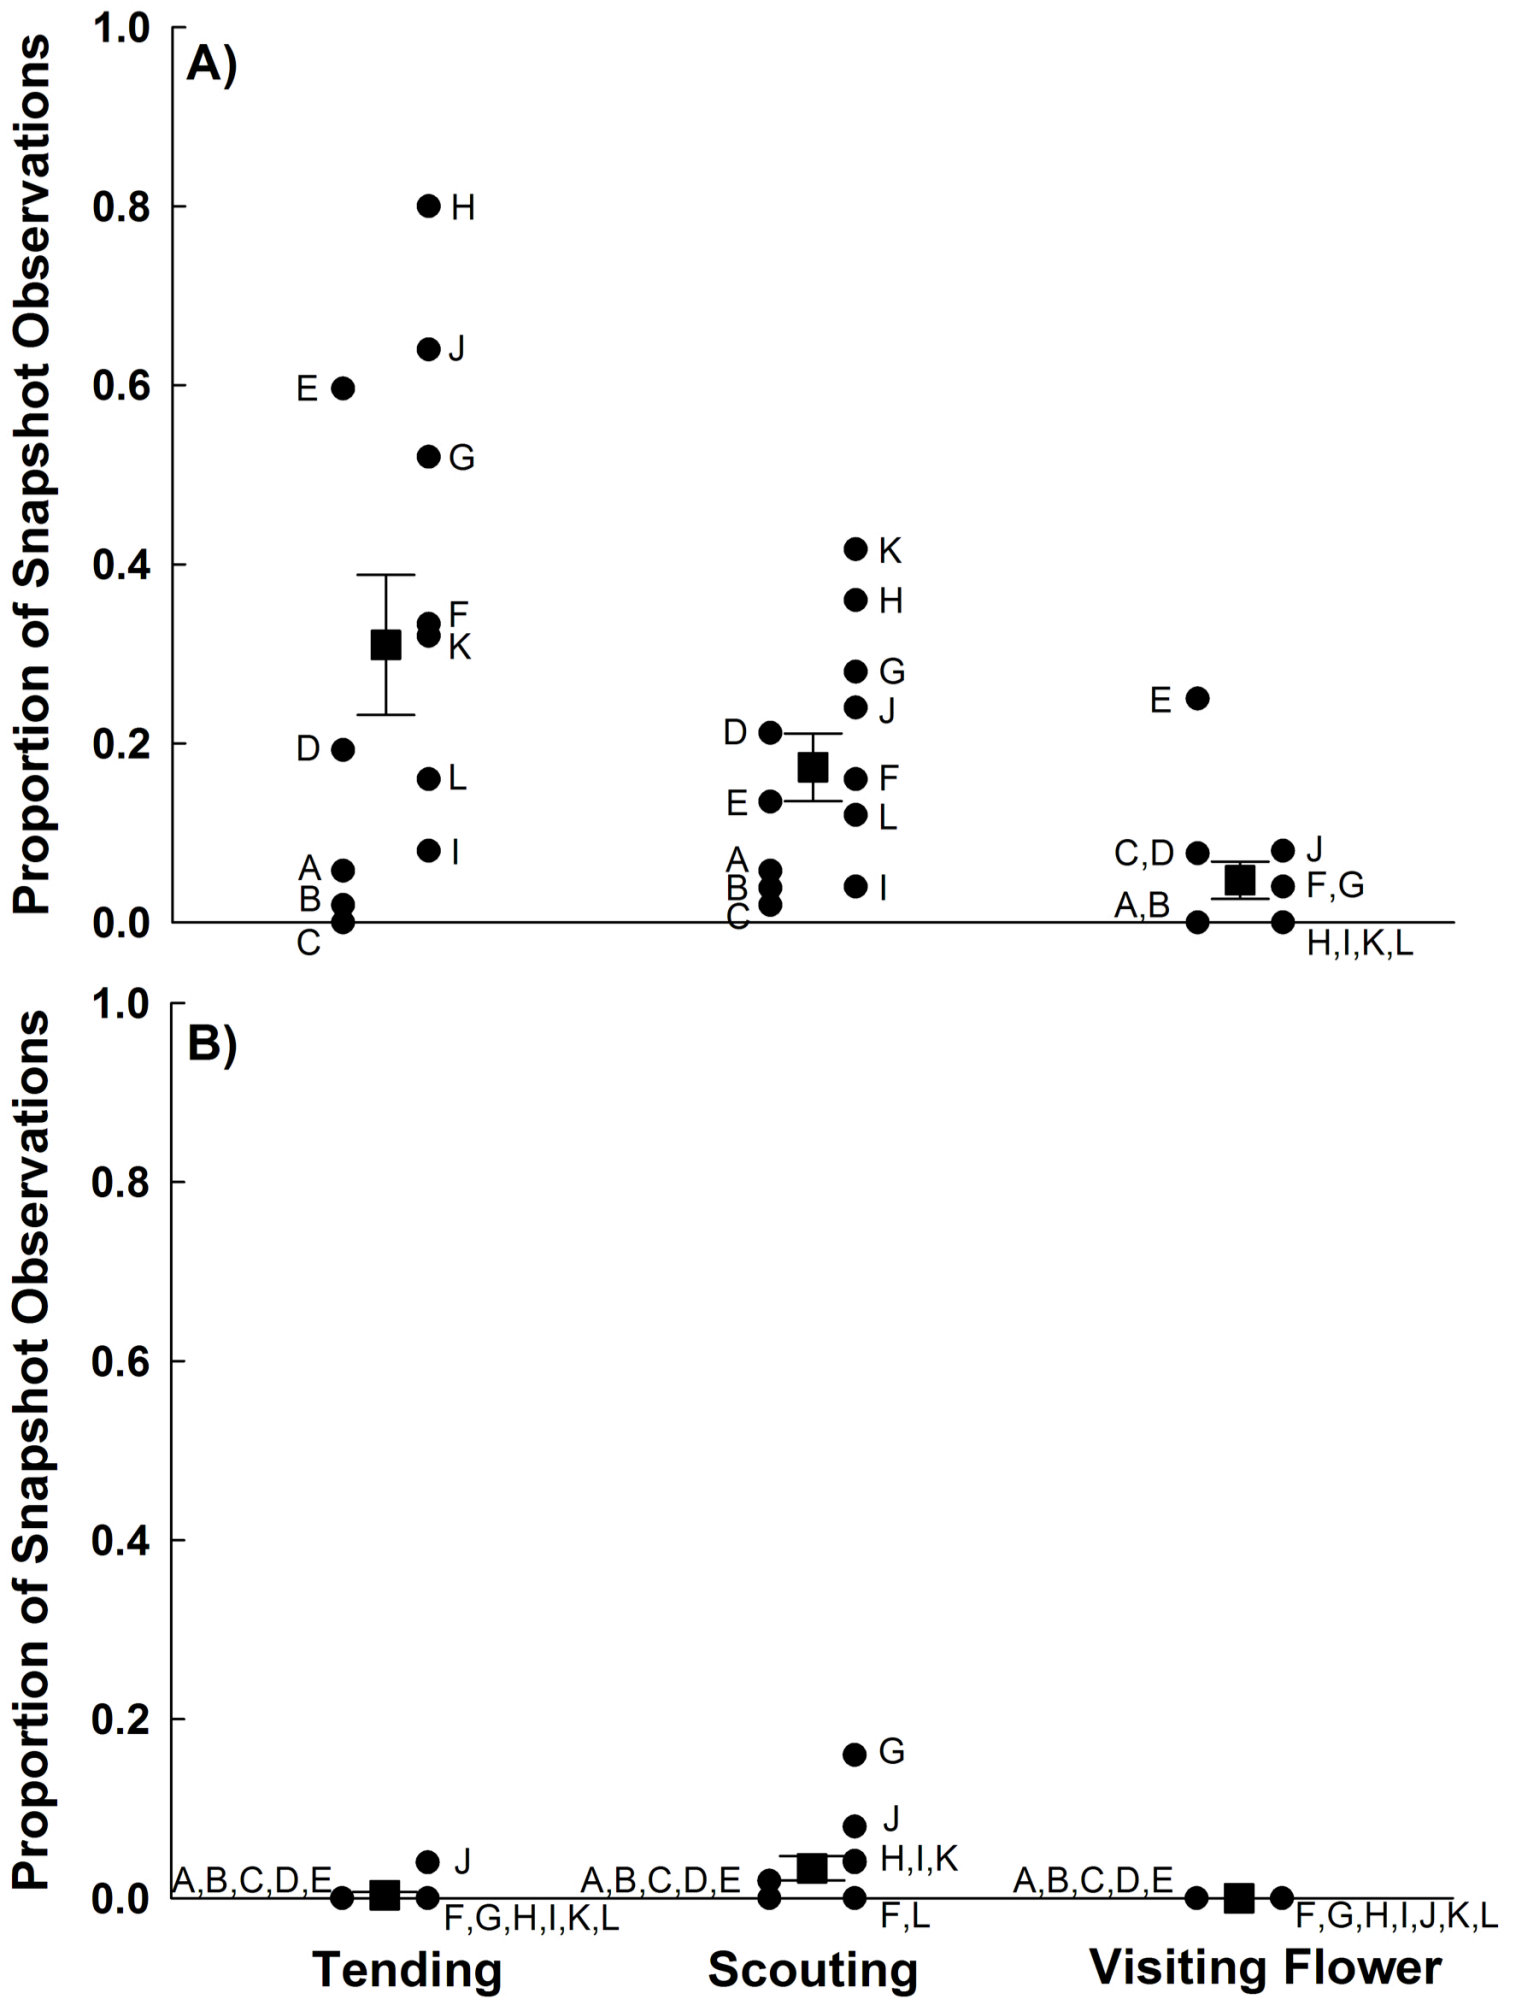 Proportion of Snapshot Observations
A)
1.0
0.8
0.6
0.4
0.2
0.0
H
J
E
G
F
K
D
L
A
I
B
C
K
H
G
J
D
F
E
L
A
B
I
C
E
C,D
J
F,G
A,B
H,I,K,L
Proportion of Snapshot Observations
B)
1.0
0.8
0.6
0.4
0.2
0.0
J
A,B,C,D,E
F,G,H,I,K,L
G
J
H,I,K
A,B,C,D,E
F,L
A,B,C,D,E
F,G,H,I,J,K,L
Tending
Scouting
Visiting Flower